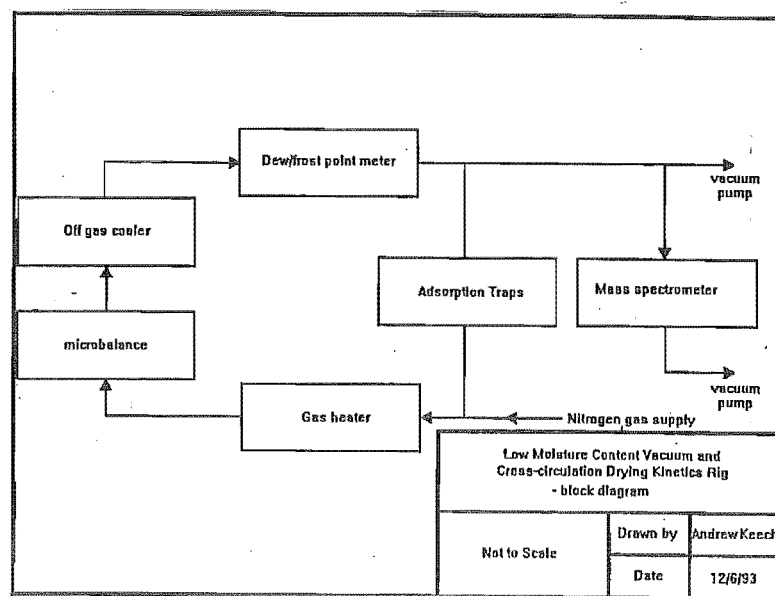 Dew/frost point meter
vacuum
pump
Off gas cooler
Adsorption Traps
Mass spectrometer
microbalance
vacuum
pump
Gas heater
Nitrogen gas supply
Low Moisture Content Vacuum and
Cross-circulation Drying Kinetics Rig
- block diagram
Not to Scale
Drawn by
Andrew Keech
Date
12/6/93